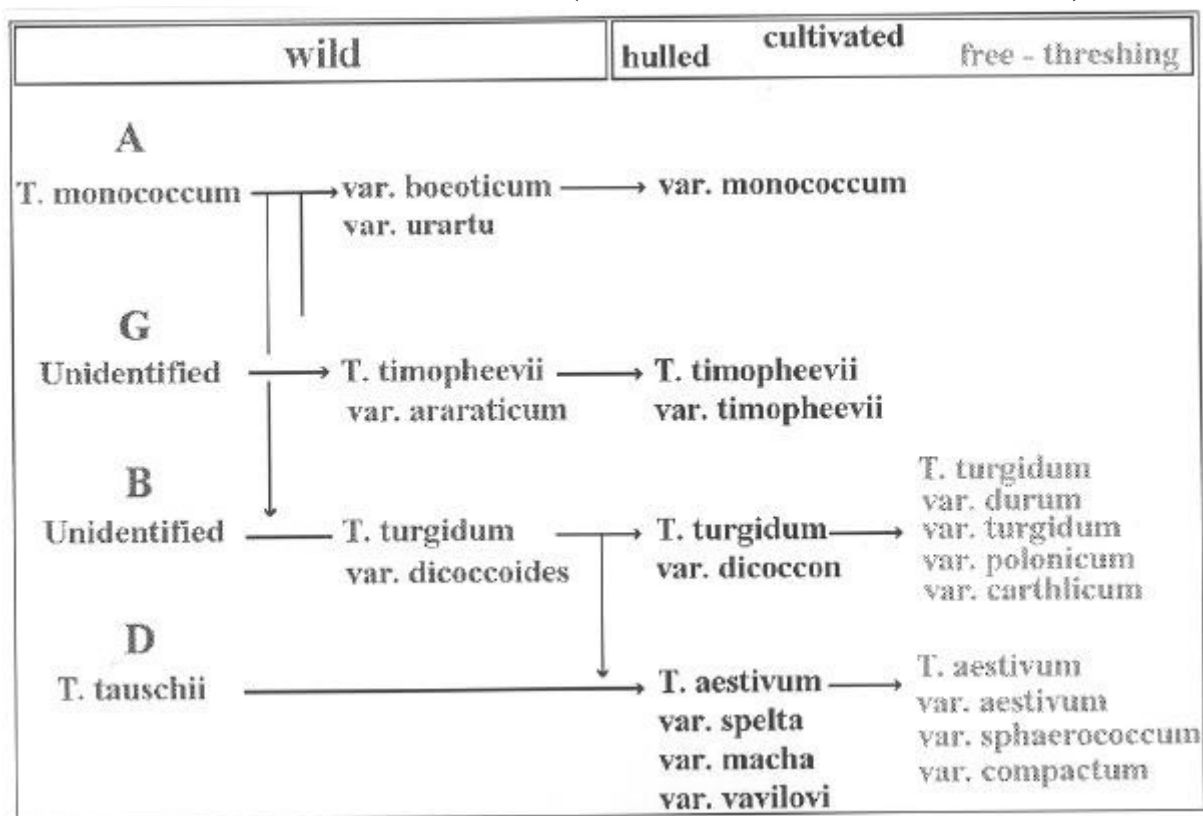 wild
cultivated
hulled
free - threshing
A
T. monococcum
var. boeoticum
var. monococcum
var. urartu
G
Unidentified
T. timopheevii
T. timopheevii
var. araraticum
var. timopheevii
B
Unidentified
T. turgidum
var. dicoccoides
T. turgidum
var. dicoccon
T. turgidum
var. durum
var. turgidum
var. polonicum
var. carthlicum
D
T. tauschii
T. aestivum
var. spelta
var. macha
var. vavilovi
T. aestivum
var. aestivum
var. sphaerococcum
var. compactum